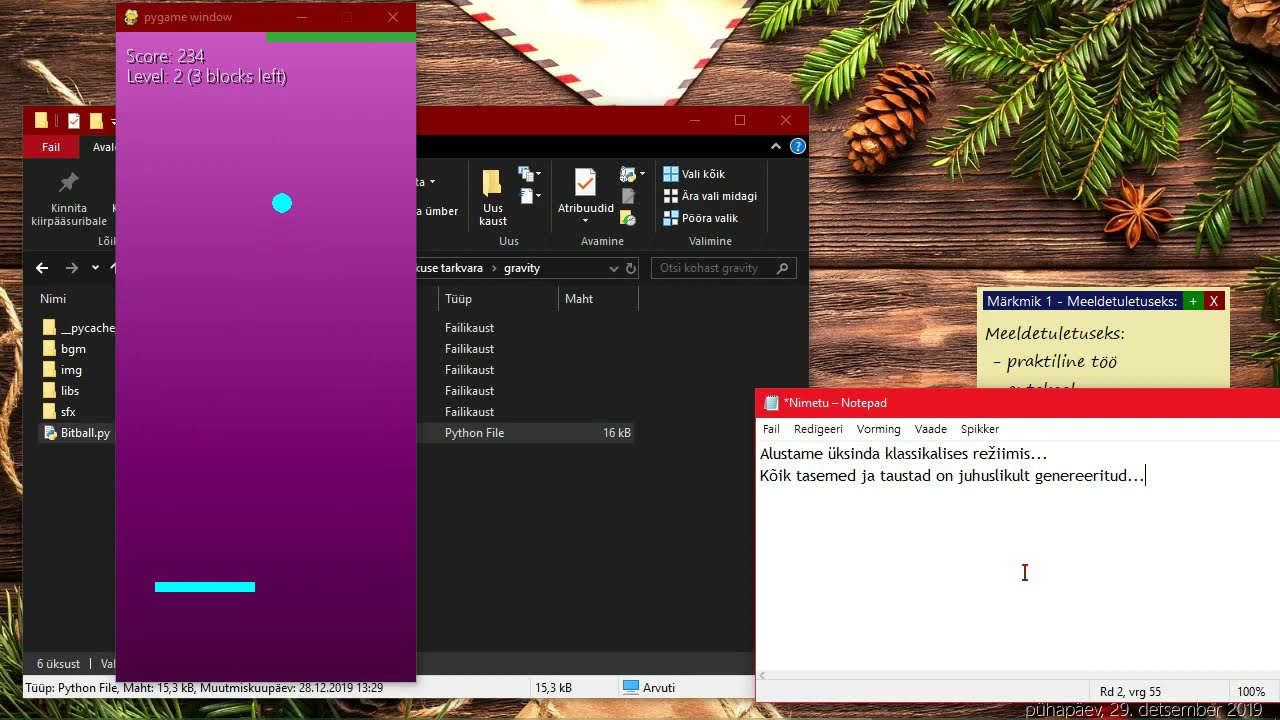 pygame window
Score: 234
Level: 2 (3 blocks left)
Fail
Kinnita
kiirpääsuribale
ta
a ümber
Uus
kaust
Atribuudid
Vali kõik
Ära vali midagi
Pööra valik
Uus
Avamine
Valimine
kuse tarkvara > gravity
Otsi kohast gravity
Nimi
Tüüp
Maht
__pycache
Failikaust
bgm
Failikaust
img
Failikaust
libs
Failikaust
sfx
Failikaust
Bitball.py
Python File
16 kB
6 üksust
Tüüp: Python File, Maht: 15,3 kB, Muutmiskuupäev: 28.12.2019 13:29
15,3 kB
Arvuti
Märkmik 1 - Meeldetuletuseks: + X
Meeldetuletuseks:
- praktiline töö
*Nimetu – Notepad
Fail Redigeeri Vorming Vaade Spikker
Alustame üksinda klassikalises režiimis...
Kõik tasemed ja taustad on juhuslikult genereeritud...
Rd 2, vrg 55
100%
pühapäev, 29. detsember 2019